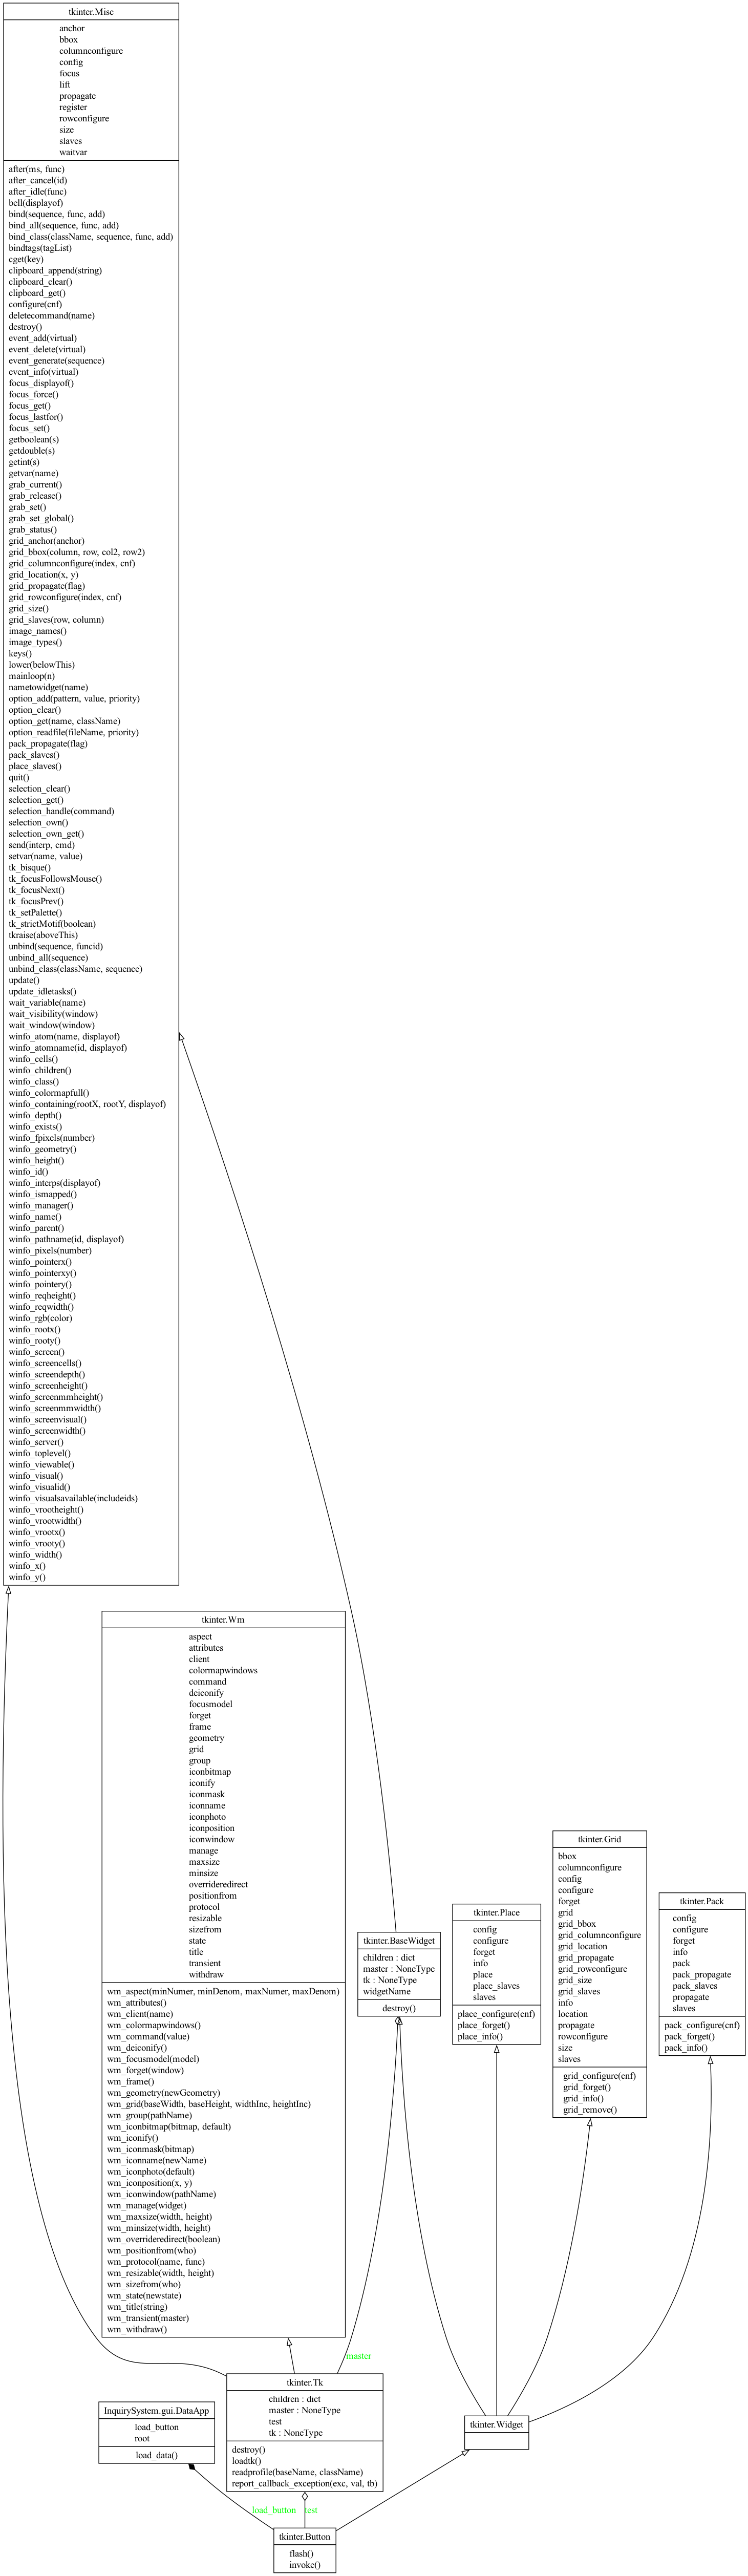 tkinter.Misc
anchor
bbox
columnconfigure
config
focus
lift
propagate
register
rowconfigure
size
slaves
waitvar
after(ms, func)
after_cancel(id)
after_idle(func)
bell(displayof)
bind(sequence, func, add)
bind_all(sequence, func, add)
bind_class(className, sequence, func, add)
bindtags(tagList)
cget(key)
clipboard_append(string)
clipboard_clear()
clipboard_get()
configure(cnf)
deletecommand(name)
destroy()
event_add(virtual)
event_delete(virtual)
event_generate(sequence)
event_info(virtual)
focus_displayof()
focus_force()
focus_get()
focus_lastfor()
focus_set()
getboolean(s)
getdouble(s)
getint(s)
getvar(name)
grab_current()
grab_release()
grab_set()
grab_set_global()
grab_status()
grid_anchor(anchor)
grid_bbox(column, row, col2, row2)
grid_columnconfigure(index, cnf)
grid_location(x, y)
grid_propagate(flag)
grid_rowconfigure(index, cnf)
grid_size()
grid_slaves(row, column)
image_names()
image_types()
keys()
lower(belowThis)
mainloop(n)
nametowidget(name)
option_add(pattern, value, priority)
option_clear()
option_get(name, className)
option_readfile(fileName, priority)
pack_propagate(flag)
pack_slaves()
place_slaves()
quit()
selection_clear()
selection_get()
selection_handle(command)
selection_own()
selection_own_get()
send(interp, cmd)
setvar(name, value)
tk_bisque()
tk_focusFollowsMouse()
tk_focusNext()
tk_focusPrev()
tk_setPalette()
tk_strictMotif(boolean)
tkraise(aboveThis)
unbind(sequence, funcid)
unbind_all(sequence)
unbind_class(className, sequence)
update()
update_idletasks()
wait_variable(name)
wait_visibility(window)
wait_window(window)
winfo_atom(name, displayof)
winfo_atomname(id, displayof)
winfo_cells()
winfo_children()
winfo_class()
winfo_colormapfull()
winfo_containing(rootX, rootY, displayof)
winfo_depth()
winfo_exists()
winfo_fpixels(number)
winfo_geometry()
winfo_height()
winfo_id()
winfo_interps(displayof)
winfo_ismapped()
winfo_manager()
winfo_name()
winfo_parent()
winfo_pathname(id, displayof)
winfo_pixels(number)
winfo_pointerx()
winfo_pointerxy()
winfo_pointery()
winfo_reqheight()
winfo_reqwidth()
winfo_rgb(color)
winfo_rootx()
winfo_rooty()
winfo_screen()
winfo_screencells()
winfo_screendepth()
winfo_screenheight()
winfo_screenmmheight()
winfo_screenmmwidth()
winfo_screenvisual()
winfo_screenwidth()
winfo_server()
winfo_toplevel()
winfo_viewable()
winfo_visual()
winfo_visualid()
winfo_visualsavailable(includeids)
winfo_vrootheight()
winfo_vrootwidth()
winfo_vrootx()
winfo_vrooty()
winfo_width()
winfo_x()
winfo_y()
tkinter.Wm
aspect
attributes
client
colormapwindows
command
deiconify
focusmodel
forget
frame
geometry
grid
group
iconbitmap
iconify
iconmask
iconname
iconphoto
iconposition
iconwindow
manage
maxsize
minsize
overrideredirect
positionfrom
protocol
resizable
sizefrom
state
title
transient
withdraw
wm_aspect(minNumer, minDenom, maxNumer, maxDenom)
wm_attributes()
wm_client(name)
wm_colormapwindows()
wm_command(value)
wm_deiconify()
wm_focusmodel(model)
wm_forget(window)
wm_frame()
wm_geometry(newGeometry)
wm_grid(baseWidth, baseHeight, widthInc, heightInc)
wm_group(pathName)
wm_iconbitmap(bitmap, default)
wm_iconify()
wm_iconmask(bitmap)
wm_iconname(newName)
wm_iconphoto(default)
wm_iconposition(x, y)
wm_iconwindow(pathName)
wm_manage(widget)
wm_maxsize(width, height)
wm_minsize(width, height)
wm_overrideredirect(boolean)
wm_positionfrom(who)
wm_protocol(name, func)
wm_resizable(width, height)
wm_sizefrom(who)
wm_state(newstate)
wm_title(string)
wm_transient(master)
wm_withdraw()
tkinter.BaseWidget
children : dict
master : NoneType
tk : NoneType
widgetName
destroy()
tkinter.Place
config
configure
forget
info
place
place_slaves
slaves
place_configure(cnf)
place_forget()
place_info()
tkinter.Grid
bbox
columnconfigure
config
configure
forget
grid
grid_bbox
grid_columnconfigure
grid_location
grid_propagate
grid_rowconfigure
grid_size
grid_slaves
info
location
propagate
rowconfigure
size
slaves
grid_configure(cnf)
grid_forget()
grid_info()
grid_remove()
tkinter.Pack
config
configure
forget
info
pack
pack_propagate
pack_slaves
propagate
slaves
pack_configure(cnf)
pack_forget()
pack_info()
master
InquirySystem.gui.DataApp
load_button
root
load_data()
tkinter.Tk
children : dict
master : NoneType
test
tk : NoneType
destroy()
loadtk()
readprofile(baseName, className)
report_callback_exception(exc, val, tb)
tkinter.Widget
load_button
test
tkinter.Button
flash()
invoke()